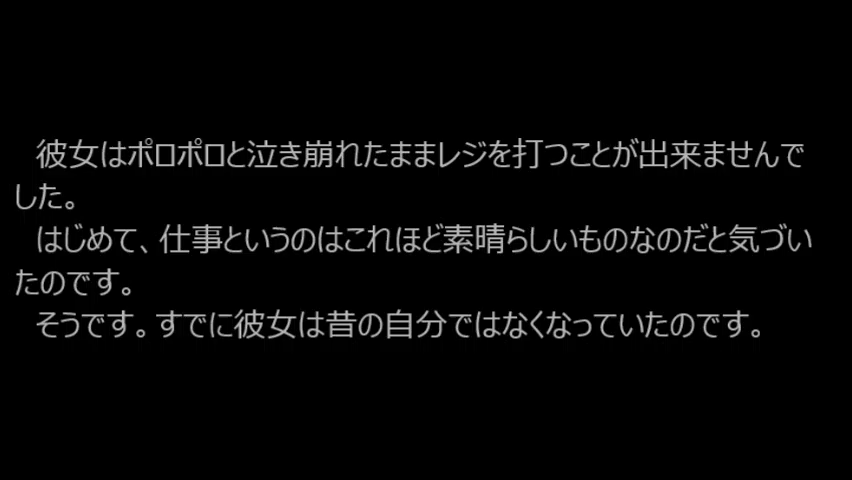 彼女はポロポロと泣き崩れたままレジを打つことが出来ませんで
した。
はじめて、仕事というのはこれほど素晴らしいものなのだと気づい
たのです。
そうです。すでに彼女は昔の自分ではなくなっていたのです。